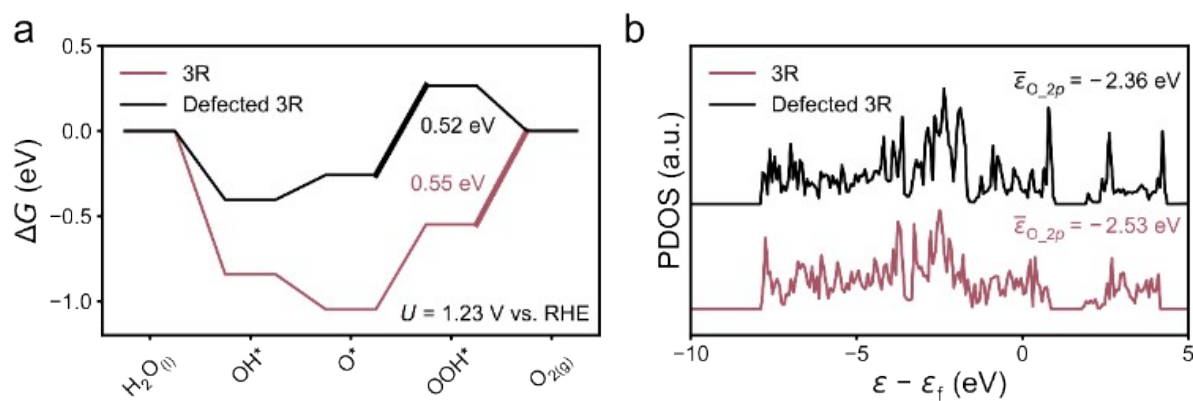 a
0.5
0.0
−0.5
−1.0
ΔG (eV)
3R
Defected 3R
0.52 eV
0.55 eV
U = 1.23 V vs. RHE
H₂O₍ₗ₎
OH*
O*
OOH*
O₂₍g₎
b
3R
Defected 3R
ε̅O_2p = −2.36 eV
ε̅O_2p = −2.53 eV
PDOS (a.u.)
−10
−5
0
5
ε − εf (eV)